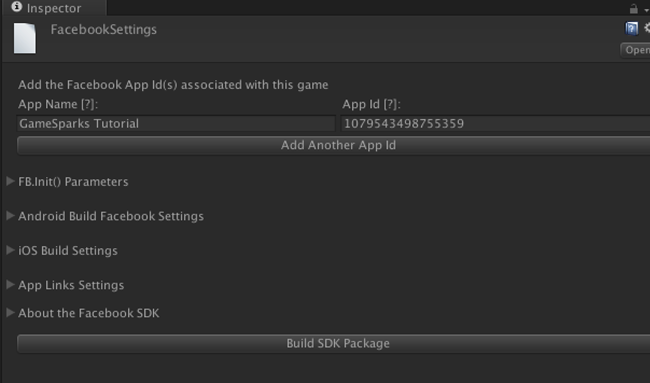 Inspector
FacebookSettings
Open
Add the Facebook App Id(s) associated with this game
App Name [?]: App Id [?]:
GameSparks Tutorial 1079543498755359
Add Another App Id
FB.Init() Parameters
Android Build Facebook Settings
iOS Build Settings
App Links Settings
About the Facebook SDK
Build SDK Package